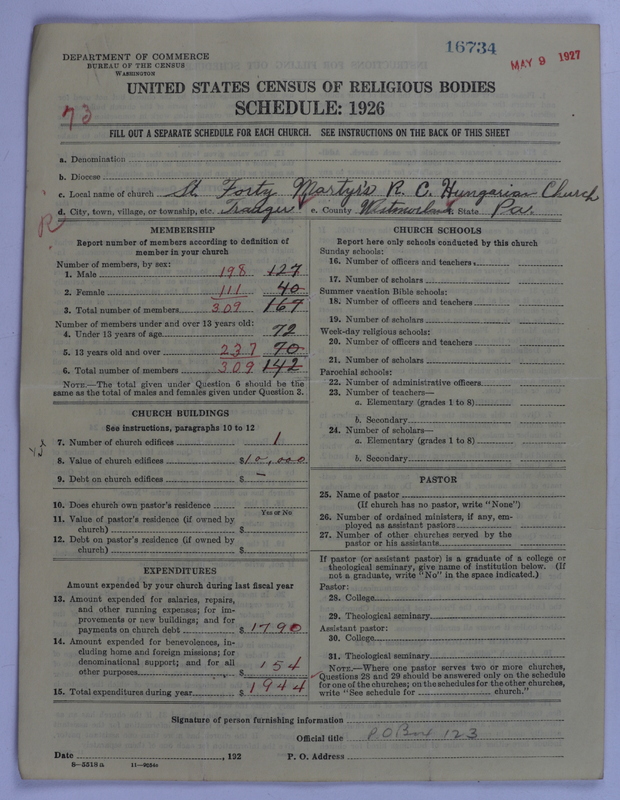 16734
MAY 9 1927
DEPARTMENT OF COMMERCE
BUREAU OF THE CENSUS
WASHINGTON
UNITED STATES CENSUS OF RELIGIOUS BODIES
SCHEDULE: 1926
73
FILL OUT A SEPARATE SCHEDULE FOR EACH CHURCH. SEE INSTRUCTIONS ON THE BACK OF THIS SHEET
a. Denomination
b. Diocese
c. Local name of church St. Forty Martyrs R. C. Hungarian Church
d. City, town, village, or township, etc. Trauger e. County Westmorland State Pa.
R
MEMBERSHIP
Report number of members according to definition of
member in your church
Number of members, by sex:
1. Male 198 127
2. Female 111 40
3. Total number of members 309 167
Number of members under and over 13 years old:
4. Under 13 years of age 72
5. 13 years old and over 237 70
6. Total number of members 309 142
NOTE.—The total given under Question 6 should be the
same as the total of males and females given under Question 3.
CHURCH BUILDINGS
See instructions, paragraphs 10 to 12
7. Number of church edifices 1
8. Value of church edifices $10,000
9. Debt on church edifices $ –
10. Does church own pastor's residence
Yes or No
11. Value of pastor's residence (if owned by
church) $
12. Debt on pastor's residence (if owned by
church) $
EXPENDITURES
Amount expended by your church during last fiscal year
13. Amount expended for salaries, repairs,
and other running expenses; for im-
provements or new buildings; and for
payments on church debt $ 1790
14. Amount expended for benevolences, in-
cluding home and foreign missions; for
denominational support; and for all
other purposes $ 154
15. Total expenditures during year $ 1944
CHURCH SCHOOLS
Report here only schools conducted by this church
Sunday schools:
16. Number of officers and teachers
17. Number of scholars
Summer vacation Bible schools:
18. Number of officers and teachers
19. Number of scholars
Week-day religious schools:
20. Number of officers and teachers
21. Number of scholars
Parochial schools:
22. Number of administrative officers
23. Number of teachers—
a. Elementary (grades 1 to 8)
b. Secondary
24. Number of scholars—
a. Elementary (grades 1 to 8)
b. Secondary
PASTOR
25. Name of pastor
(If church has no pastor, write "None")
26. Number of ordained ministers, if any, em-
ployed as assistant pastors
27. Number of other churches served by the
pastor or his assistants
If pastor (or assistant pastor) is a graduate of a college or
theological seminary, give name of institution below. (If
not a graduate, write "No" in the space indicated.)
Pastor:
28. College
29. Theological seminary
Assistant pastor:
30. College
31. Theological seminary
NOTE.—Where one pastor serves two or more churches,
Questions 28 and 29 should be answered only on the schedule
for one of the churches; on the schedules for the other churches,
write "See schedule for church."
Signature of person furnishing information
Official title P O Box 123
Date , 192 P. O. Address
8—5518a 11—9684a